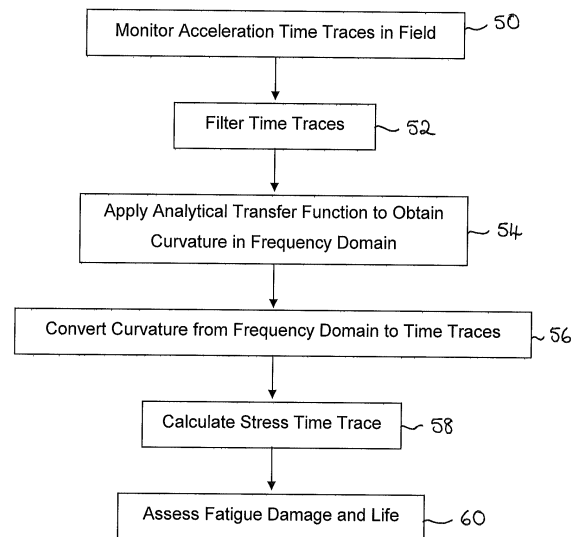 Monitor Acceleration Time Traces in Field
50
Filter Time Traces
52
Apply Analytical Transfer Function to Obtain
Curvature in Frequency Domain
54
Convert Curvature from Frequency Domain to Time Traces
56
Calculate Stress Time Trace
58
Assess Fatigue Damage and Life
60